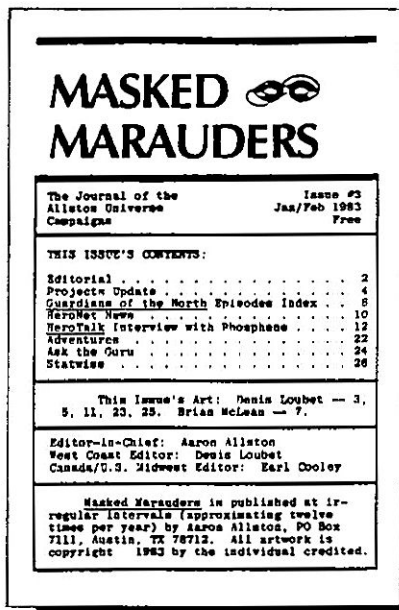 MASKED
MARAUDERS
The Journal of the Issue #3
Allston Universe Jan/Feb 1983
Campaigns Free
THIS ISSUE'S CONTENTS:
Editorial . . . . . . . . . . . . . . 2
Projects Update . . . . . . . . . . . 4
Guardians of the North Episodes Index . . 6
HeroNet News . . . . . . . . . . . . 10
HeroTalk Interview with Phosphene . . . . 12
Adventures . . . . . . . . . . . . . 22
Ask the Guru . . . . . . . . . . . . 24
Statwise . . . . . . . . . . . . . . 26
This Issue's Art: Denis Loubet -- 3,
5, 11, 23, 25. Brian McLean -- 7.
Editor-in-Chief: Aaron Allston
West Coast Editor: Denis Loubet
Canada/U.S. Midwest Editor: Earl Cooley
Masked Marauders is published at ir-
regular intervals (approximating twelve
times per year) by Aaron Allston, PO Box
7111, Austin, TX 78712. All artwork is
copyright 1983 by the individual credited.